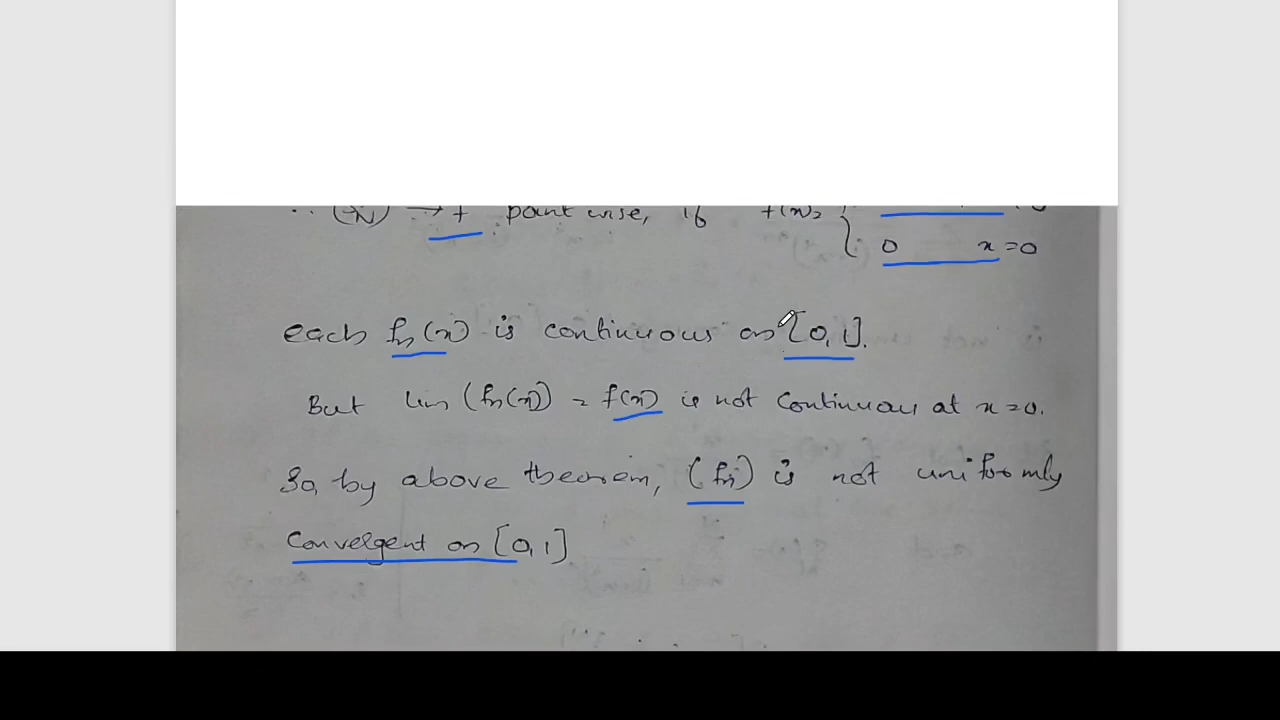 point wise, if f(x) =
0 x = 0
each fn(x) is continuous on [0,1].
But lim (fn(x)) = f(x) is not continuous at x = 0.
So, by above theorem, (fn) is not uniformly
convergent on [0,1]